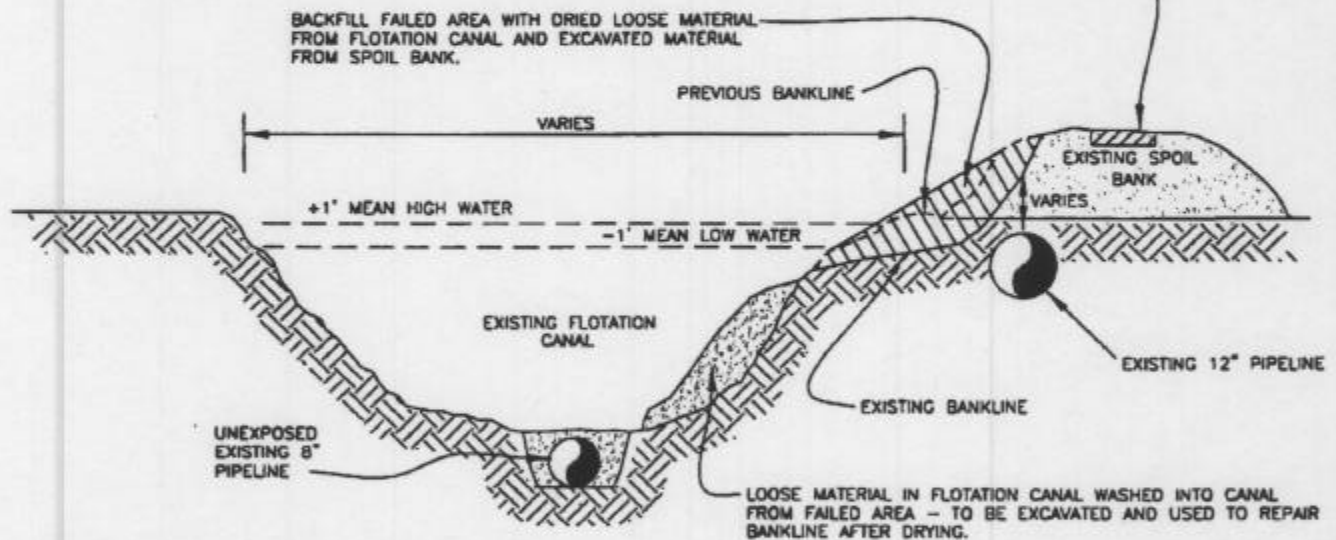 BACKFILL FAILED AREA WITH DRIED LOOSE MATERIAL
FROM FLOTATION CANAL AND EXCAVATED MATERIAL
FROM SPOIL BANK.
PREVIOUS BANKLINE
VARIES
EXISTING SPOIL
BANK
VARIES
+1' MEAN HIGH WATER
-1' MEAN LOW WATER
EXISTING FLOTATION
CANAL
EXISTING 12" PIPELINE
EXISTING BANKLINE
UNEXPOSED
EXISTING 8"
PIPELINE
LOOSE MATERIAL IN FLOTATION CANAL WASHED INTO CANAL
FROM FAILED AREA – TO BE EXCAVATED AND USED TO REPAIR
BANKLINE AFTER DRYING.